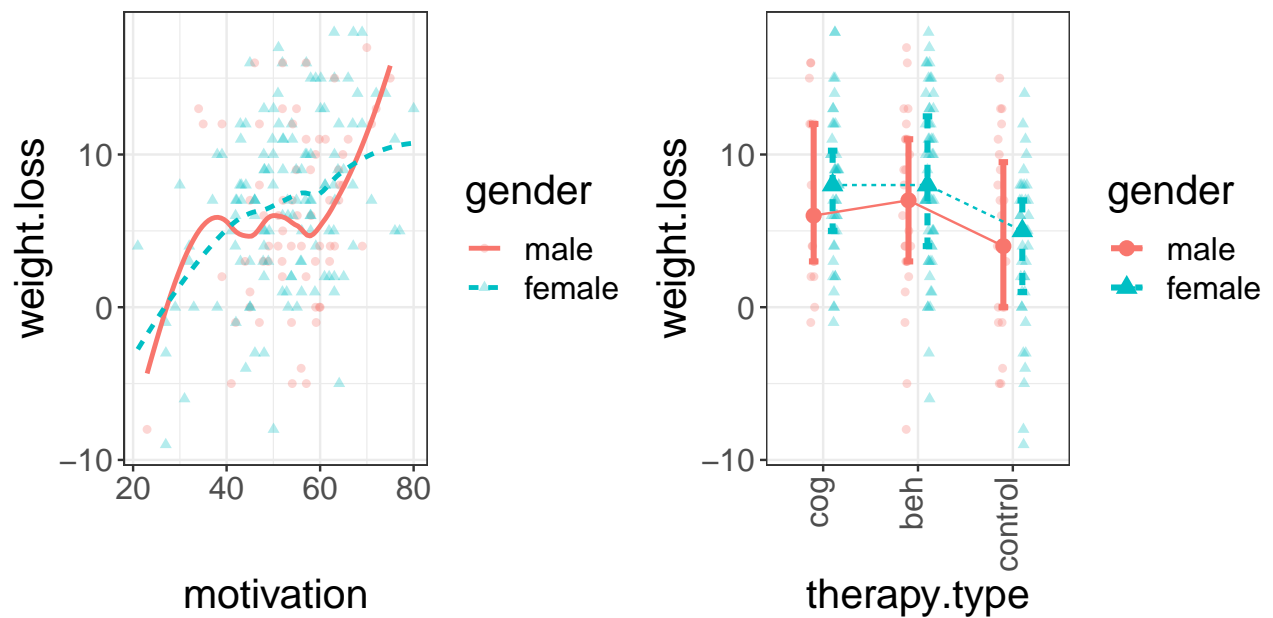 weight.loss
10
0
−10
20 40 60 80
motivation
gender
male
female
weight.loss
10
0
−10
cog beh control
therapy.type
gender
male
female